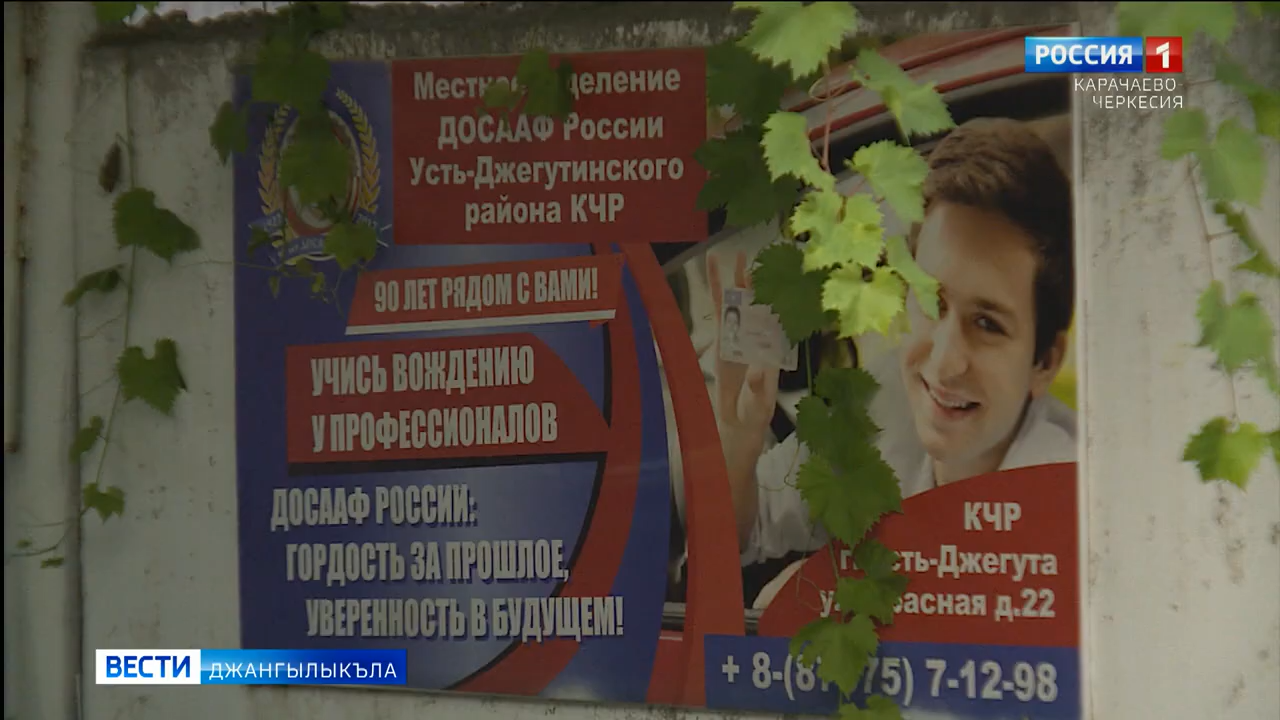 РОССИЯ 1
КАРАЧАЕВО-
ЧЕРКЕСИЯ
ДОСААФ России
Усть-Джегутинского
района КЧР
90 ЛЕТ РЯДОМ С ВАМИ!
УЧИСЬ ВОЖДЕНИЮ
У ПРОФЕССИОНАЛОВ
ДОСААФ РОССИИ:
ГОРДОСТЬ ЗА ПРОШЛОЕ,
УВЕРЕННОСТЬ В БУДУЩЕМ!
КЧР
д.22
7-12-98
ВЕСТИ ДЖАНГЫЛЫКЪЛА